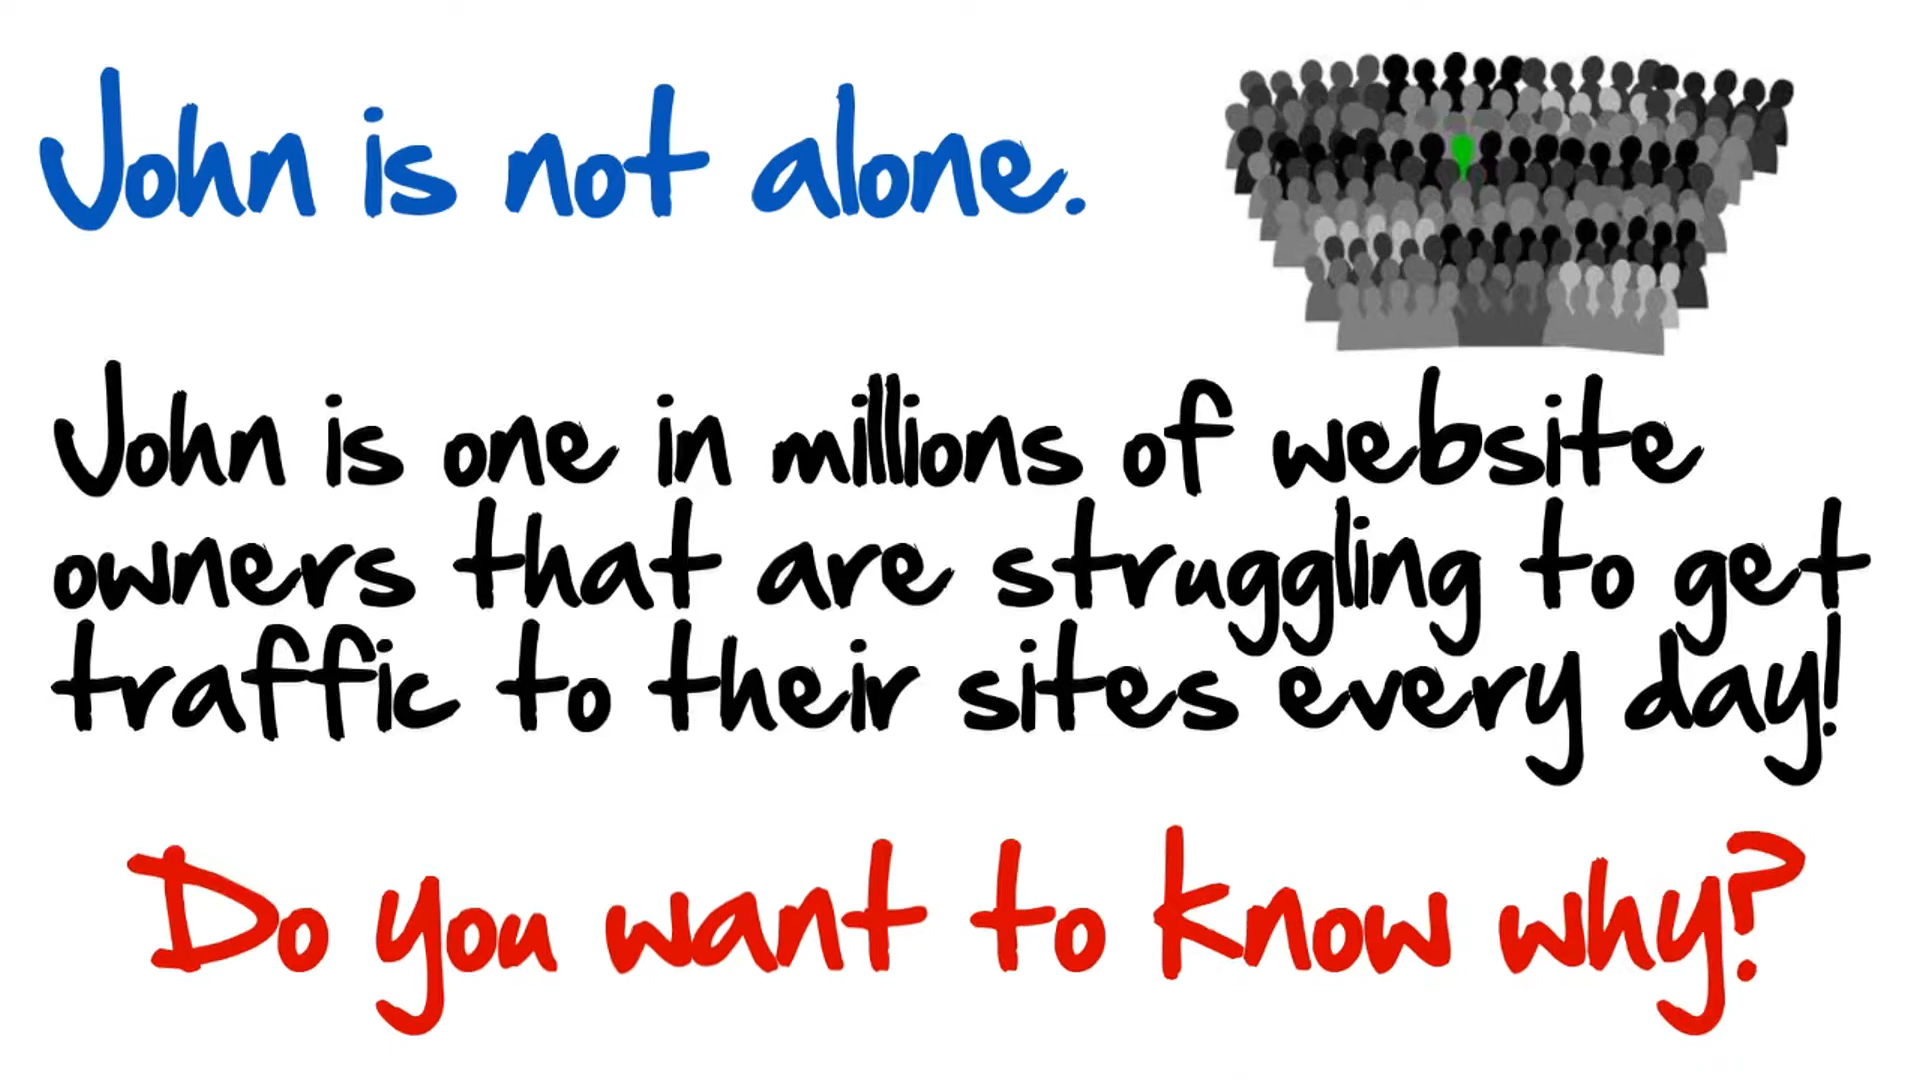 John is not alone.
John is one in millions of website
owners that are struggling to get
traffic to their sites every day!
Do you want to know why?